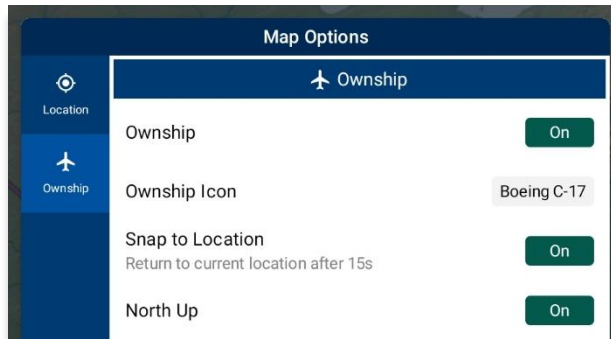 Map Options
Location
Ownship
Ownship
Ownship
On
Ownship Icon
Boeing C-17
Snap to Location
Return to current location after 15s
On
North Up
On